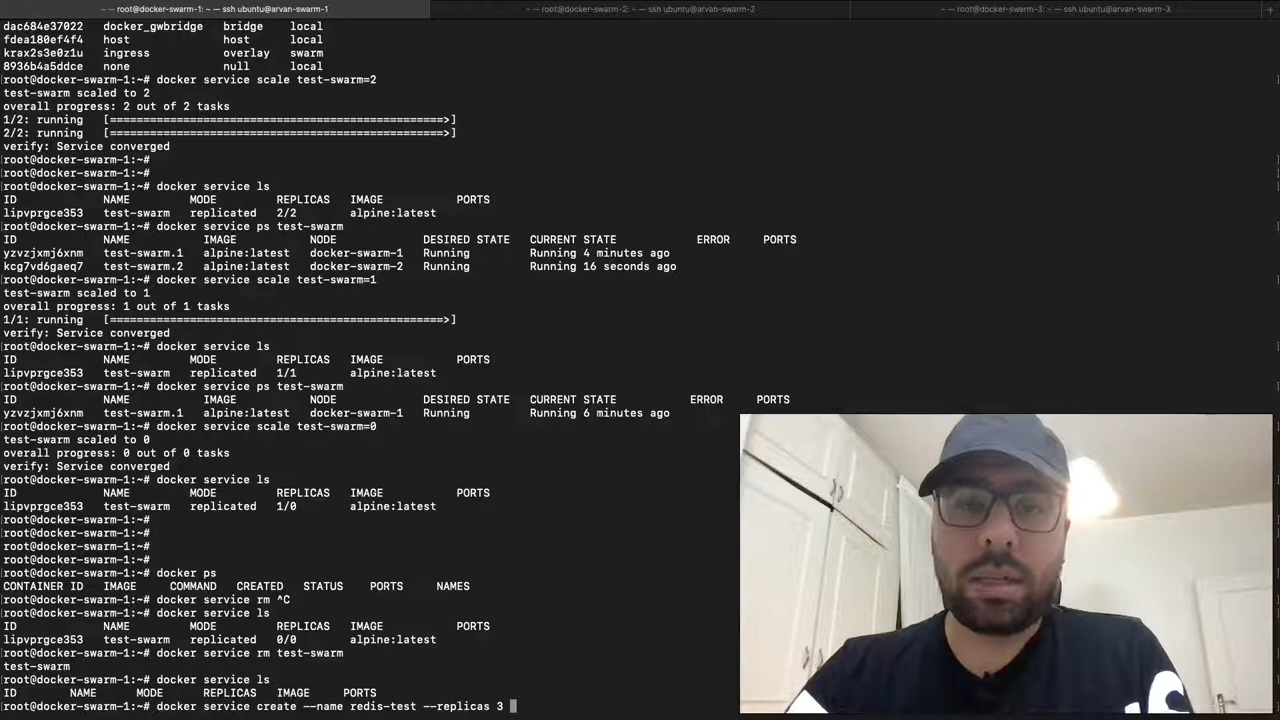 root@docker-swarm-1: ~ — ssh ubuntu@arvan-swarm-1
root@docker-swarm-2: ~ — ssh ubuntu@arvan-swarm-2
root@docker-swarm-3: ~ — ssh ubuntu@arvan-swarm-3
dac684e37022   docker_gwbridge   bridge    local
fdea180ef4f4   host              host      local
krax2s3e0z1u   ingress           overlay   swarm
8936b4a5ddce   none              null      local
root@docker-swarm-1:~# docker service scale test-swarm=2
test-swarm scaled to 2
overall progress: 2 out of 2 tasks
1/2: running   [==================================================>]
2/2: running   [==================================================>]
verify: Service converged
root@docker-swarm-1:~#
root@docker-swarm-1:~#
root@docker-swarm-1:~# docker service ls
ID             NAME         MODE         REPLICAS   IMAGE           PORTS
lipvprgce353   test-swarm   replicated   2/2        alpine:latest
root@docker-swarm-1:~# docker service ps test-swarm
ID             NAME           IMAGE           NODE             DESIRED STATE   CURRENT STATE            ERROR     PORTS
yzvzjxmj6xnm   test-swarm.1   alpine:latest   docker-swarm-1   Running         Running 4 minutes ago
kcg7vd6gaeq7   test-swarm.2   alpine:latest   docker-swarm-2   Running         Running 16 seconds ago
root@docker-swarm-1:~# docker service scale test-swarm=1
test-swarm scaled to 1
overall progress: 1 out of 1 tasks
1/1: running   [==================================================>]
verify: Service converged
root@docker-swarm-1:~# docker service ls
ID             NAME         MODE         REPLICAS   IMAGE           PORTS
lipvprgce353   test-swarm   replicated   1/1        alpine:latest
root@docker-swarm-1:~# docker service ps test-swarm
ID             NAME           IMAGE           NODE             DESIRED STATE   CURRENT STATE           ERROR     PORTS
yzvzjxmj6xnm   test-swarm.1   alpine:latest   docker-swarm-1   Running         Running 6 minutes ago
root@docker-swarm-1:~# docker service scale test-swarm=0
test-swarm scaled to 0
overall progress: 0 out of 0 tasks
verify: Service converged
root@docker-swarm-1:~# docker service ls
ID             NAME         MODE         REPLICAS   IMAGE           PORTS
lipvprgce353   test-swarm   replicated   1/0        alpine:latest
root@docker-swarm-1:~#
root@docker-swarm-1:~#
root@docker-swarm-1:~#
root@docker-swarm-1:~#
root@docker-swarm-1:~# docker ps
CONTAINER ID   IMAGE     COMMAND   CREATED   STATUS    PORTS     NAMES
root@docker-swarm-1:~# docker service rm ^C
root@docker-swarm-1:~# docker service ls
ID             NAME         MODE         REPLICAS   IMAGE           PORTS
lipvprgce353   test-swarm   replicated   0/0        alpine:latest
root@docker-swarm-1:~# docker service rm test-swarm
test-swarm
root@docker-swarm-1:~# docker service ls
ID        NAME      MODE      REPLICAS   IMAGE     PORTS
root@docker-swarm-1:~# docker service create --name redis-test --replicas 3